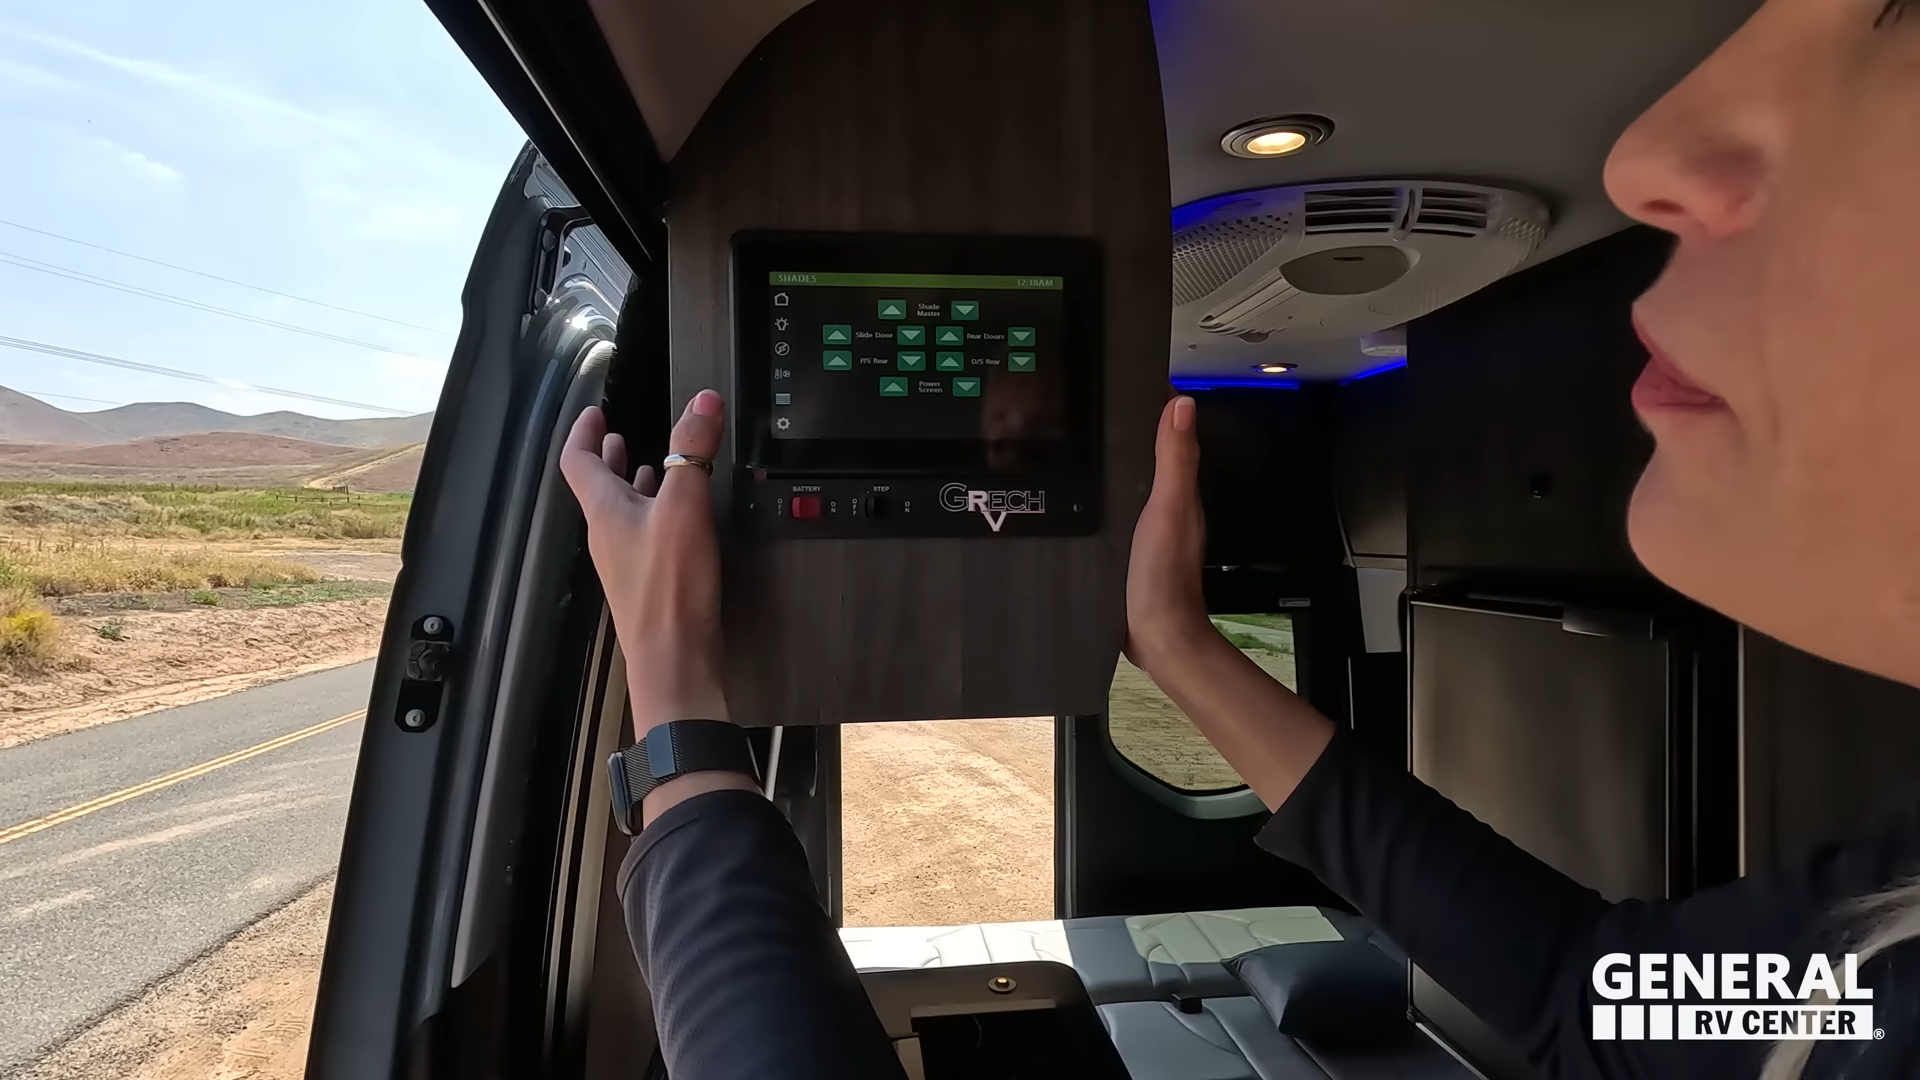 SHADES 12:18AM
Shade
Master
Slide Door Rear Doors
P/S Rear D/S Rear
Power
Screen
BATTERY STEP
OFF ON OFF ON
GRECH
RV
GENERAL
RV CENTER®